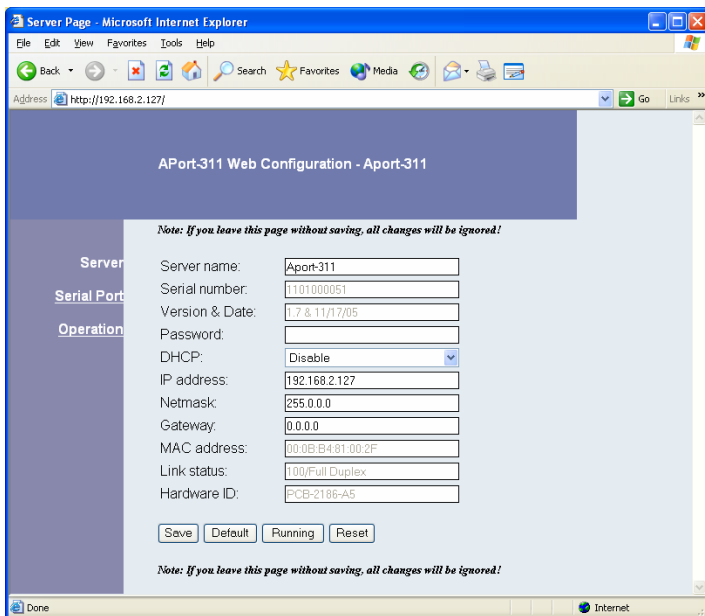 Server Page - Microsoft Internet Explorer
File Edit View Favorites Tools Help
Back Search Favorites Media
Address http://192.168.2.127/ Go Links »
APort-311 Web Configuration - Aport-311
Note: If you leave this page without saving, all changes will be ignored!
Server
Serial Port
Operation
Server name: Aport-311
Serial number: 1101000051
Version & Date: 1.7 & 11/17/05
Password:
DHCP: Disable
IP address: 192.168.2.127
Netmask: 255.0.0.0
Gateway: 0.0.0.0
MAC address: 00:0B:B4:81:00:2F
Link status: 100/Full Duplex
Hardware ID: PCB-2186-A5
Save Default Running Reset
Note: If you leave this page without saving, all changes will be ignored!
Done Internet